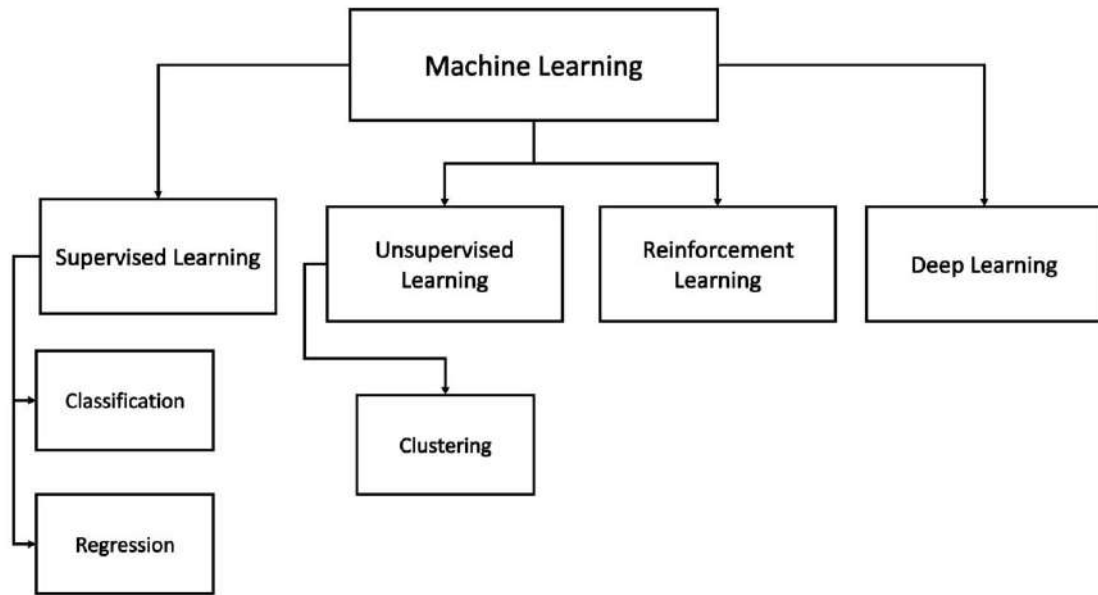 Machine Learning
Supervised Learning
Unsupervised
Learning
Reinforcement
Learning
Deep Learning
Classification
Clustering
Regression